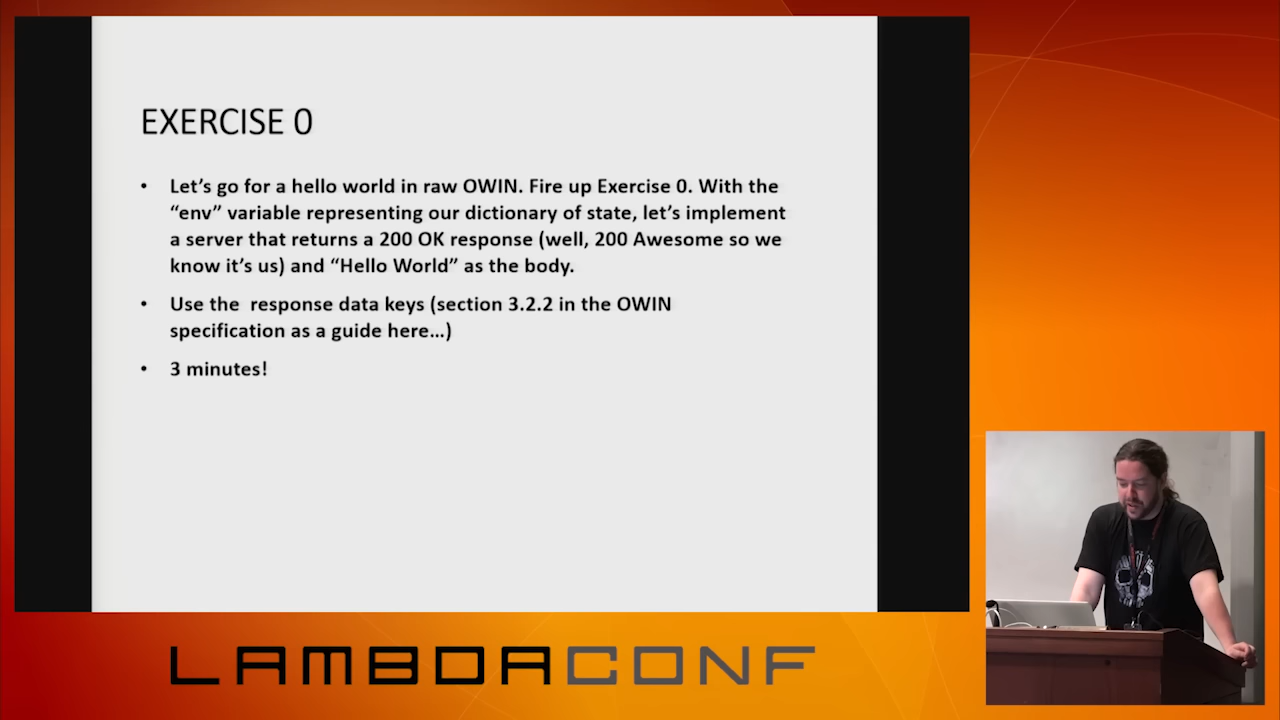 EXERCISE 0
• Let’s go for a hello world in raw OWIN. Fire up Exercise 0. With the
“env” variable representing our dictionary of state, let’s implement
a server that returns a 200 OK response (well, 200 Awesome so we
know it’s us) and “Hello World” as the body.
• Use the  response data keys (section 3.2.2 in the OWIN
specification as a guide here…)
• 3 minutes!
LAMBDACONF